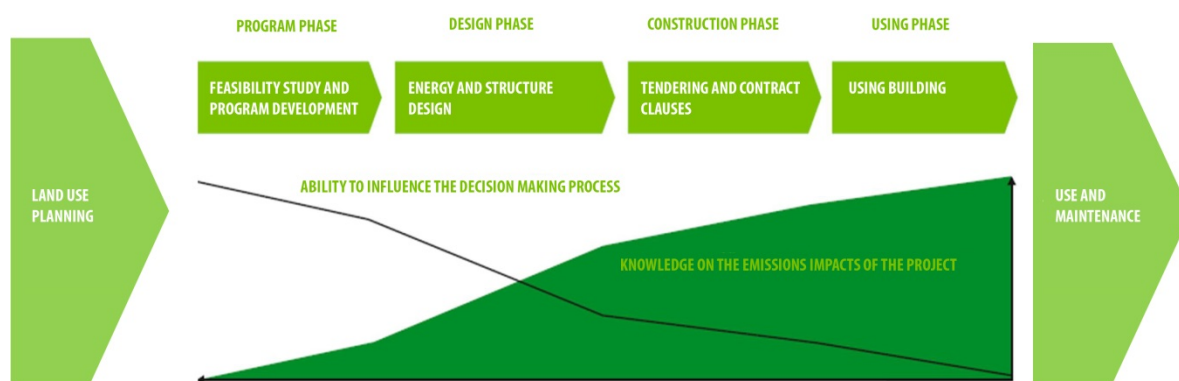 PROGRAM PHASE
DESIGN PHASE
CONSTRUCTION PHASE
USING PHASE
FEASIBILITY STUDY AND
PROGRAM DEVELOPMENT
ENERGY AND STRUCTURE
DESIGN
TENDERING AND CONTRACT
CLAUSES
USING BUILDING
LAND USE
PLANNING
ABILITY TO INFLUENCE THE DECISION MAKING PROCESS
KNOWLEDGE ON THE EMISSIONS IMPACTS OF THE PROJECT
USE AND
MAINTENANCE